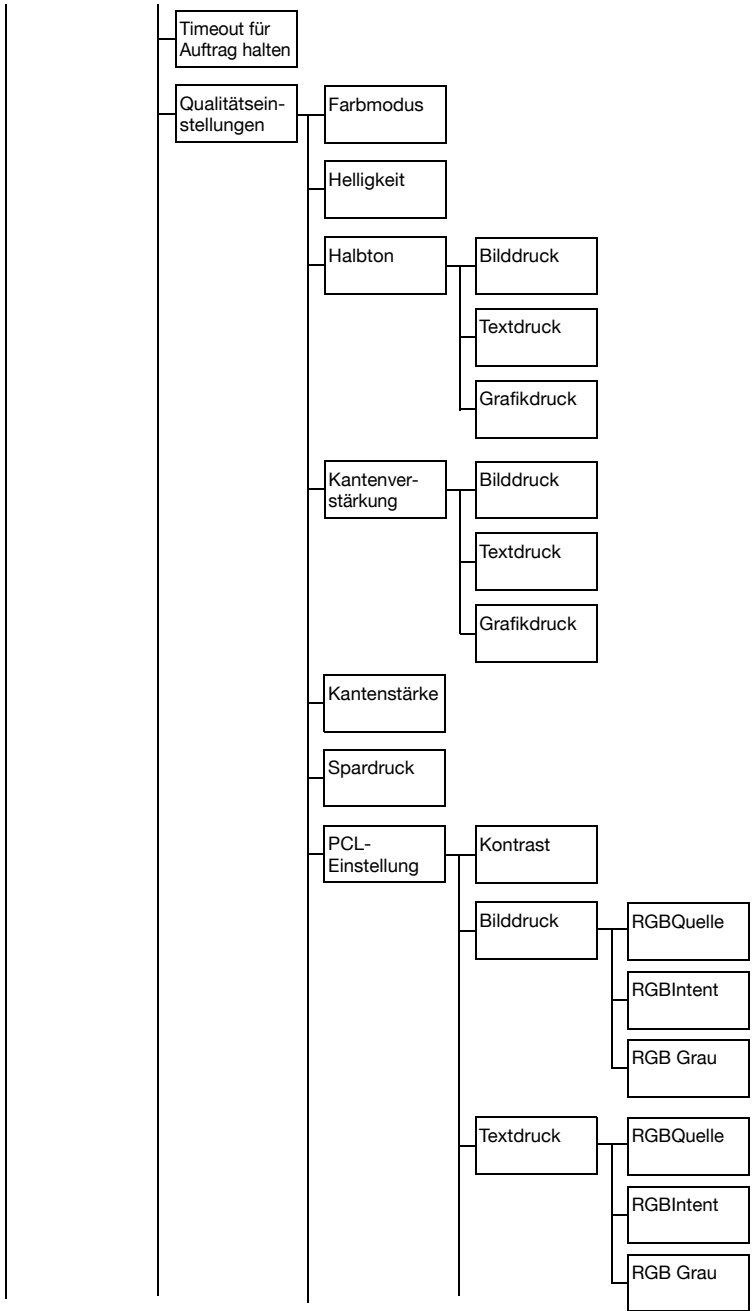 Timeout für
Auftrag halten
Qualitätsein-
stellungen
Farbmodus
Helligkeit
Halbton
Bilddruck
Textdruck
Grafikdruck
Kantenver-
stärkung
Bilddruck
Textdruck
Grafikdruck
Kantenstärke
Spardruck
PCL-
Einstellung
Kontrast
Bilddruck
RGBQuelle
RGBIntent
RGB Grau
Textdruck
RGBQuelle
RGBIntent
RGB Grau